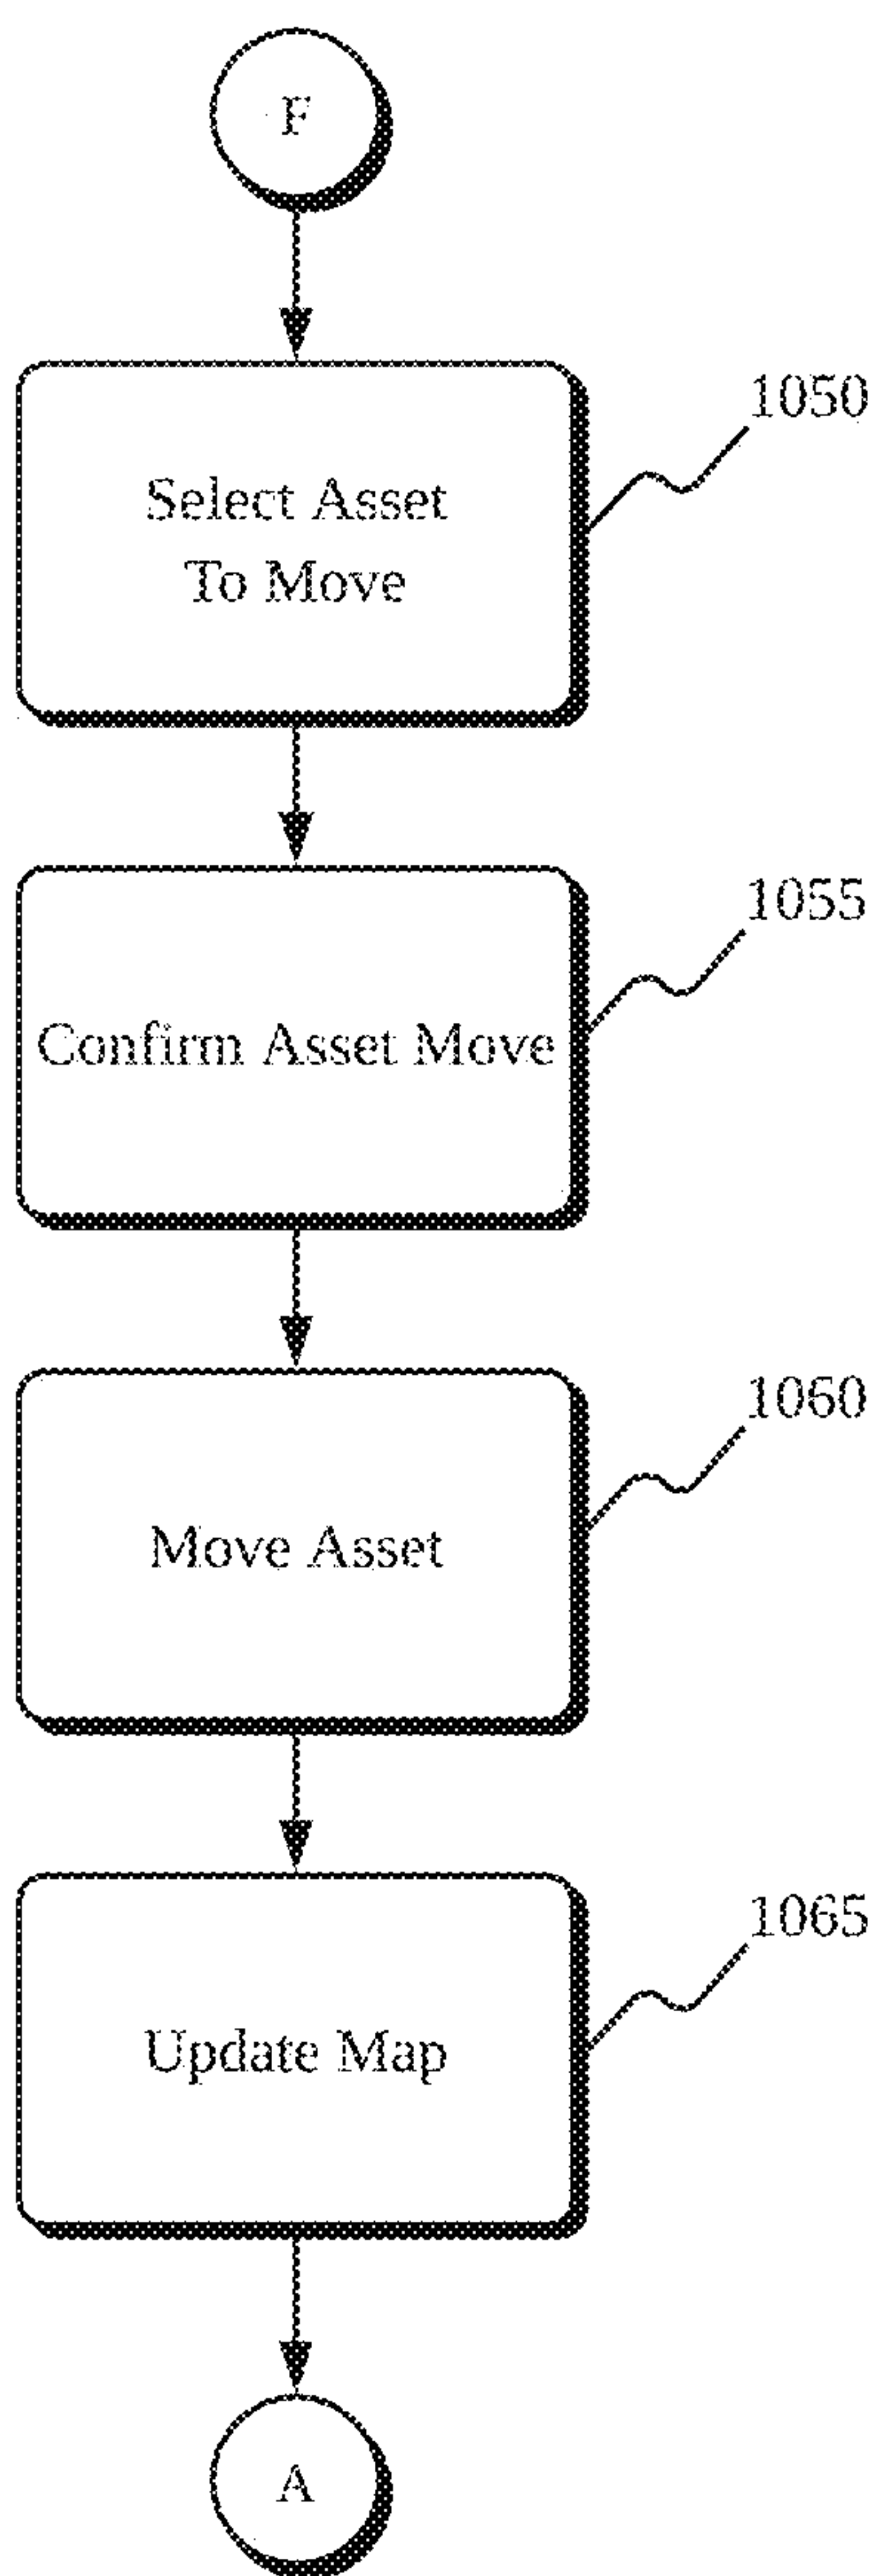 F
1050
Select Asset
To Move
1055
Confirm Asset Move
1060
Move Asset
1065
Update Map
A